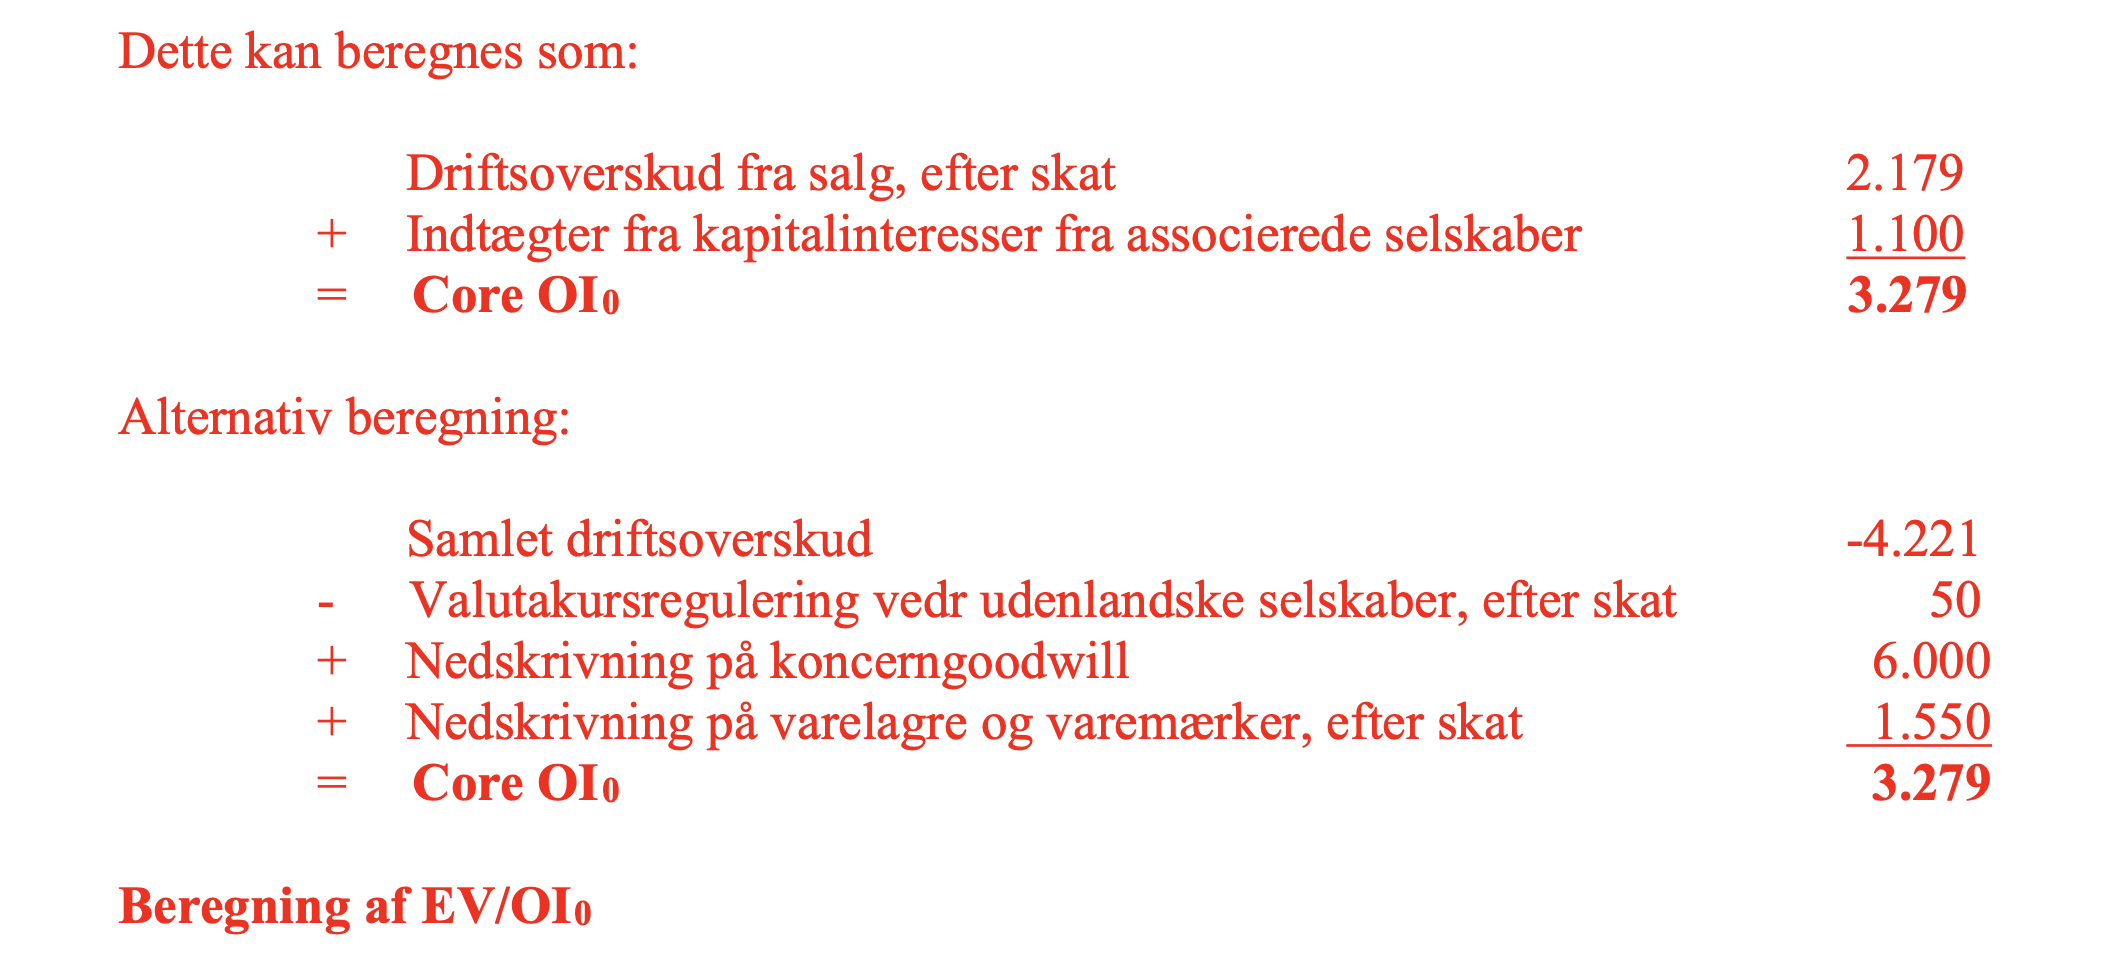 Dette kan beregnes som:
Driftsoverskud fra salg, efter skat 2.179
+ Indtægter fra kapitalinteresser fra associerede selskaber 1.100
= Core OI₀ 3.279
Alternativ beregning:
Samlet driftsoverskud -4.221
- Valutakursregulering vedr udenlandske selskaber, efter skat 50
+ Nedskrivning på koncerngoodwill 6.000
+ Nedskrivning på varelagre og varemærker, efter skat 1.550
= Core OI₀ 3.279
Beregning af EV/OI₀